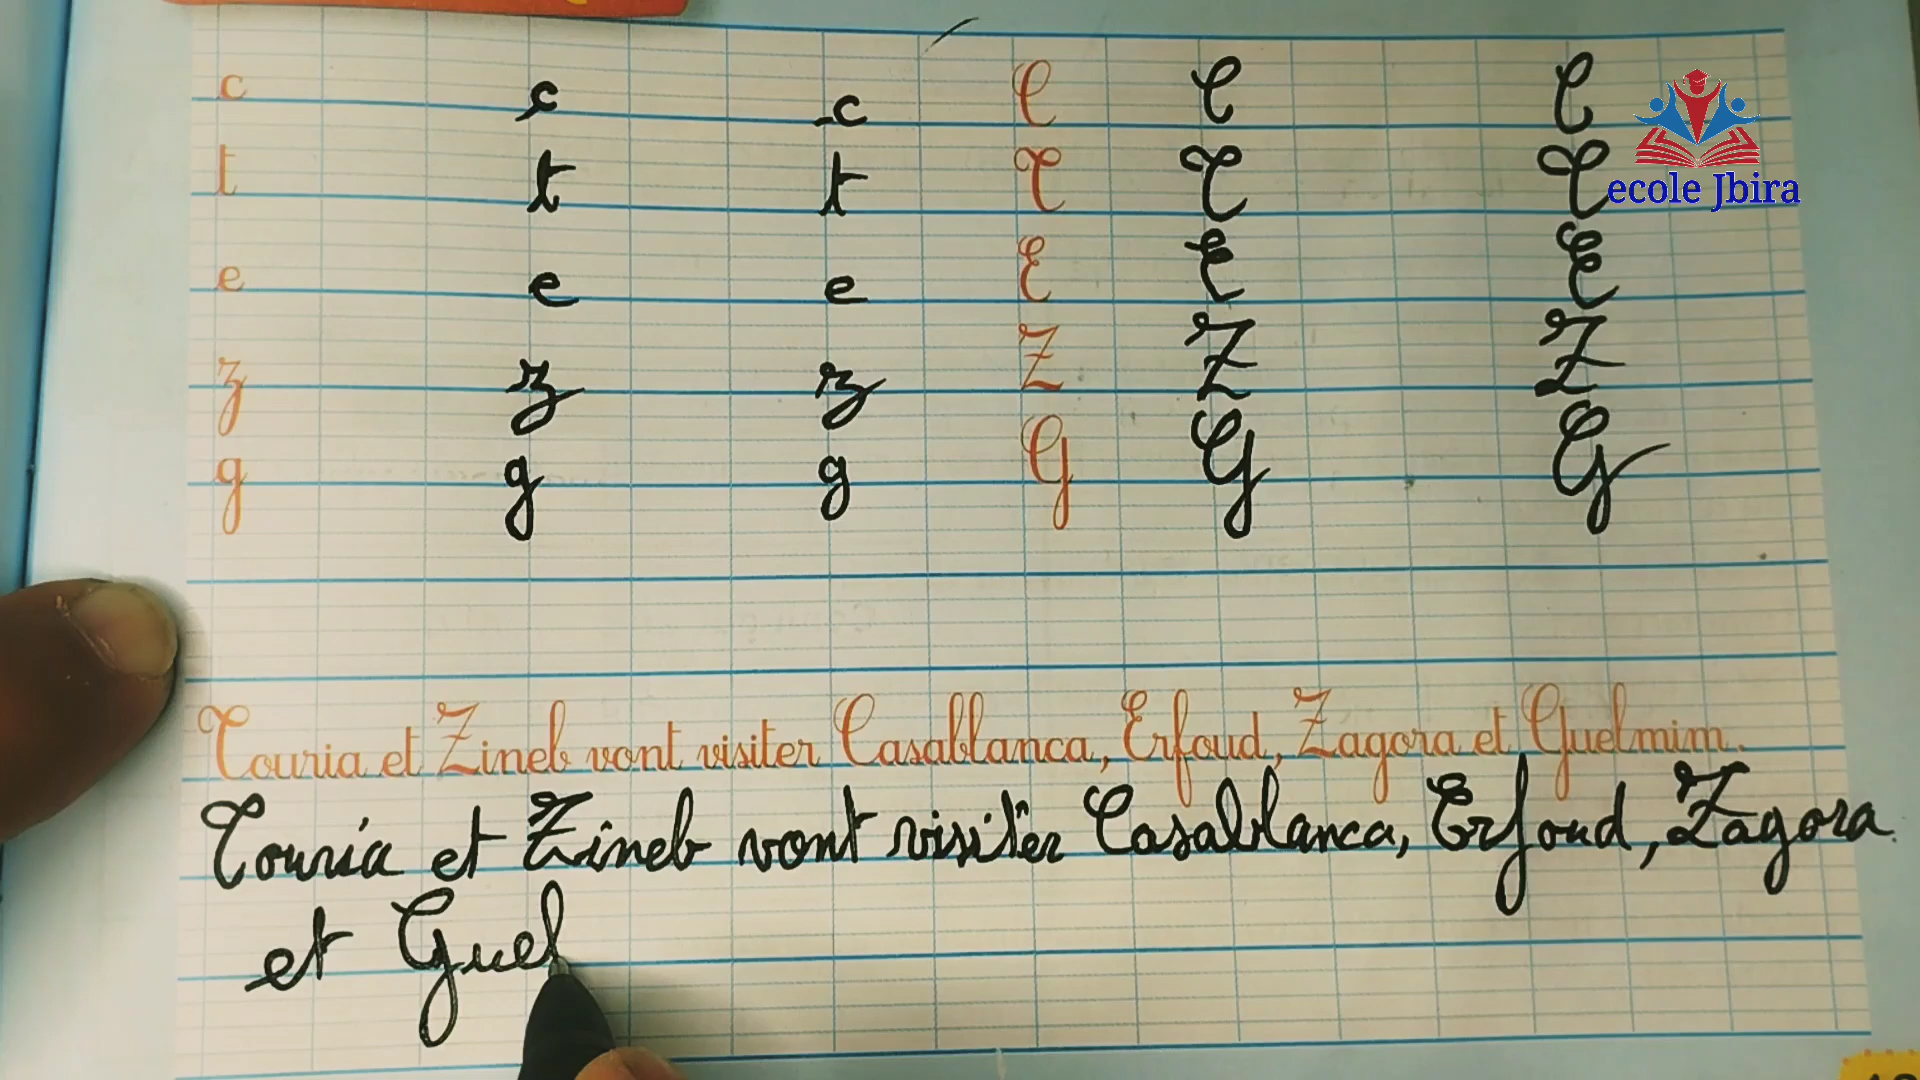 c c c C C C
ecole Jbira
t t t T T T
e e e E E E
z z z Z Z Z
g g g G G G
Touria et Zineb vont visiter Casablanca, Erfoud, Zagora et Guelmim.
Touria et Zineb vont visiter Casablanca, Erfoud, Zagora
et Guel